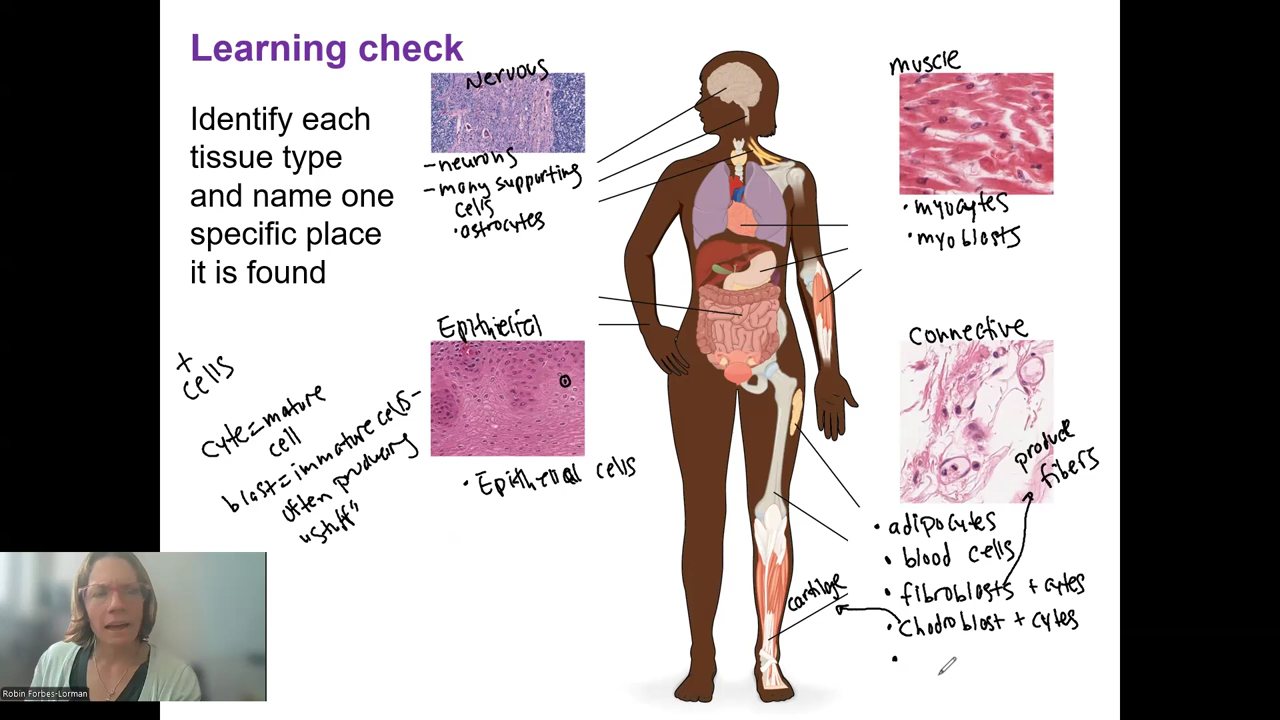 Learning check
Identify each
tissue type
and name one
specific place
it is found
+
cells
cyte=mature
cell
blast=immature cells-
often producing
"stuff"
Nervous
-neurons
-many supporting
cells
•astrocytes
Epithelial
•Epithelial cells
muscle
•myocytes
•myoblasts
connective
produce
fibers
•adipocytes
•blood cells
•fibroblasts + cytes
•Chodroblast + cytes
•
cartilage
Robin Forbes-Lorman